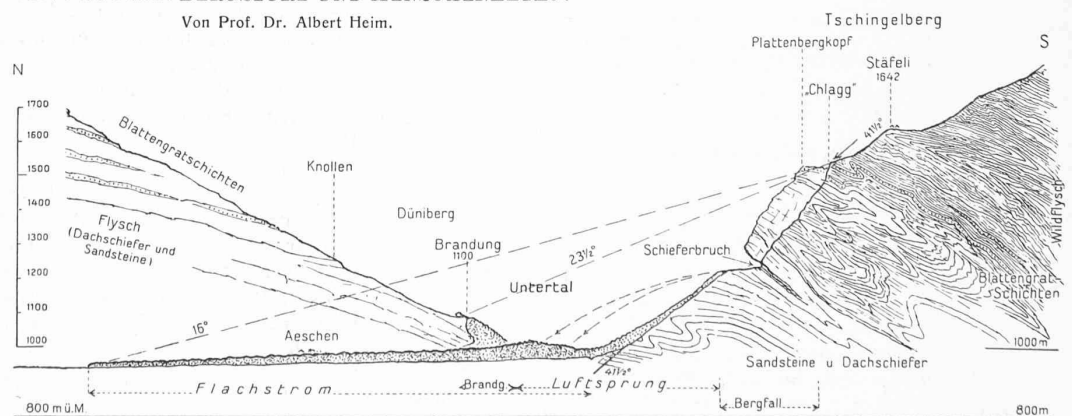 Von Prof. Dr. Albert Heim.
Tschingelberg
Plattenbergkopf
N
S
Stäfeli
1642
„Chlagg"
41½°
1700
1600
1500
1400
1300
1200
1100
1000
Blattengratschichten
Knollen
Flysch
(Dachschiefer und
Sandsteine)
Düniberg
Brandung
1100
23½°
Untertal
Schieferbruch
Wildflysch
Blattengrat-
Schichten
16°
Aeschen
1000m
41½°
Sandsteine u Dachschiefer
Flachstrom
Brandg
Luftsprung
Bergfall
800 m ü.M.
800m